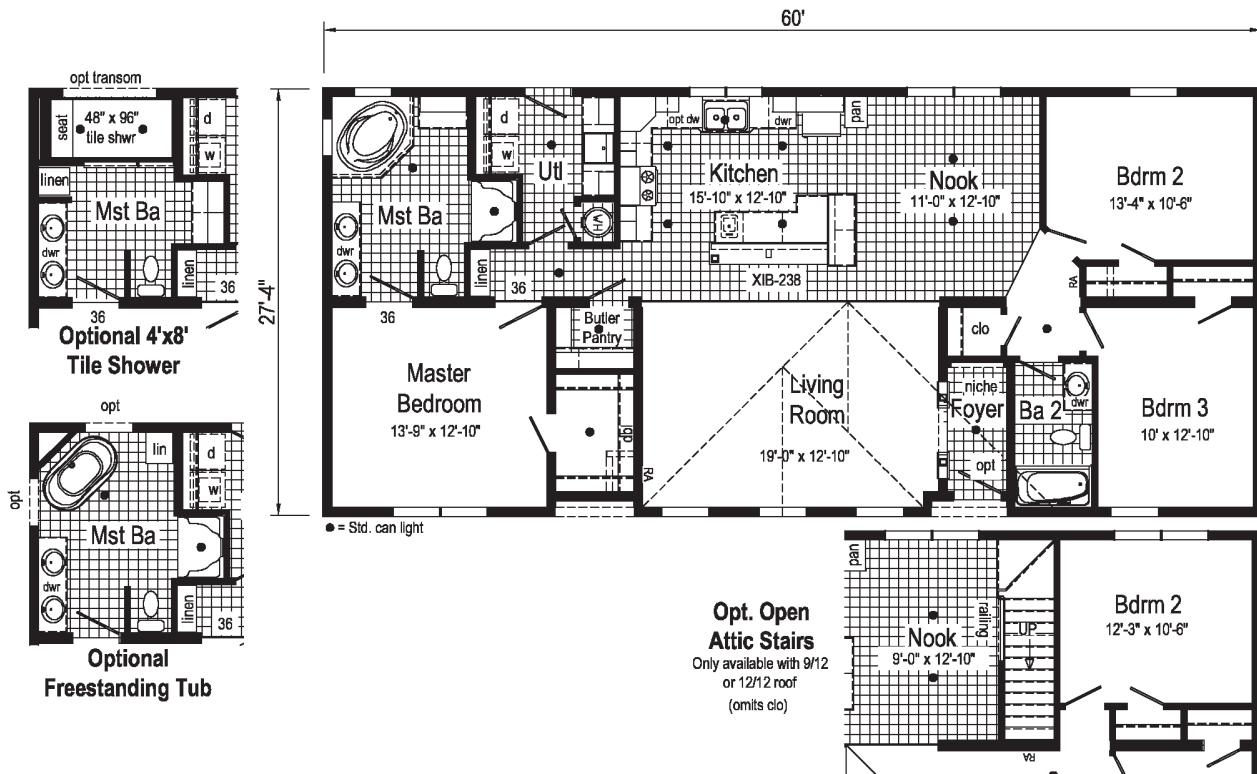 60'
27'-4"
opt transom
seat
48" x 96"
tile shwr
d
w
linen
Mst Ba
dwr
linen
36
36
Optional 4'x8'
Tile Shower
opt
opt
lin
d
w
Mst Ba
dwr
linen
36
Optional
Freestanding Tub
d
w
Utl
Mst Ba
dwr
WH
linen
36
36
opt dw
dwr
pan
Kitchen
15'-10" x 12'-10"
Nook
11'-0" x 12'-10"
XIB-238
Bdrm 2
13'-4" x 10'-6"
RA
Butler
Pantry
Master
Bedroom
13'-9" x 12'-10"
dbl
RA
Living
Room
19'-0" x 12'-10"
clo
niche
Foyer
opt
Ba 2
dwr
Bdrm 3
10' x 12'-10"
● = Std. can light
Opt. Open
Attic Stairs
Only available with 9/12
or 12/12 roof
(omits clo)
pan
Nook
9'-0" x 12'-10"
railing
UP
Bdrm 2
12'-3" x 10'-6"
RA